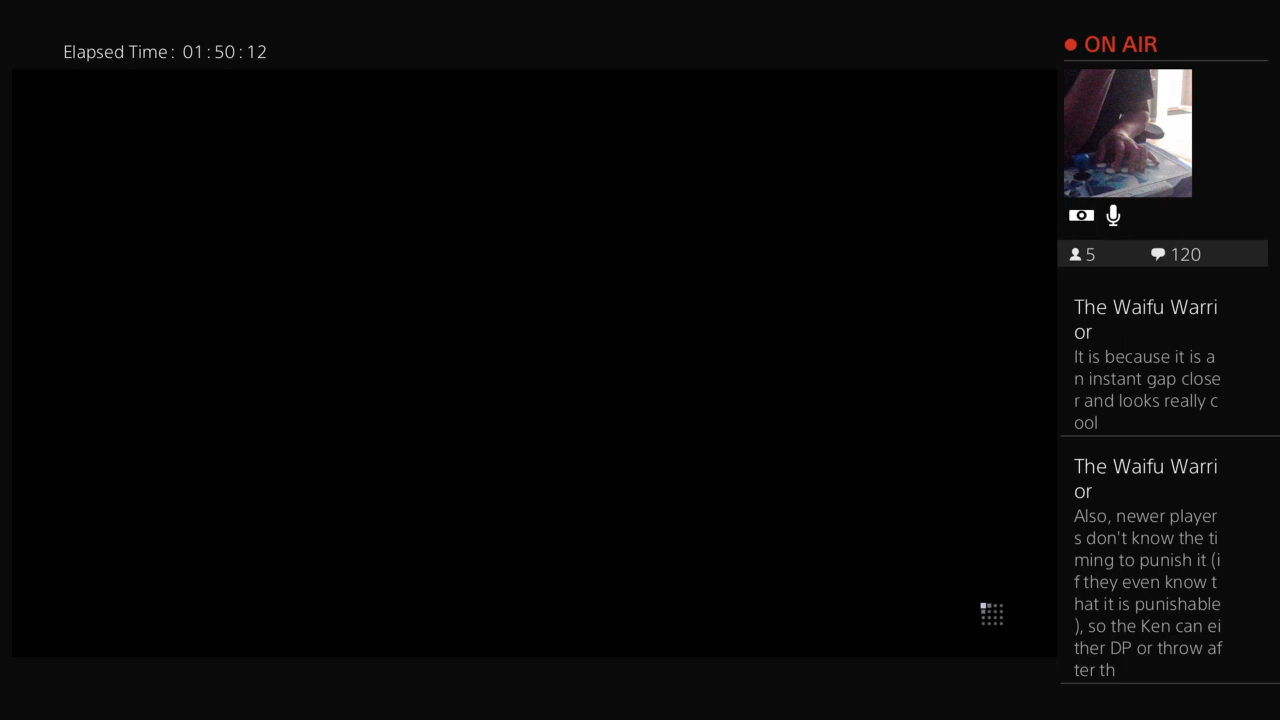 Elapsed Time: 01:50:12
ON AIR
5 120
The Waifu Warri
or
It is because it is a
n instant gap close
r and looks really c
ool
The Waifu Warri
or
Also, newer player
s don't know the ti
ming to punish it (i
f they even know t
hat it is punishable
), so the Ken can ei
ther DP or throw af
ter th